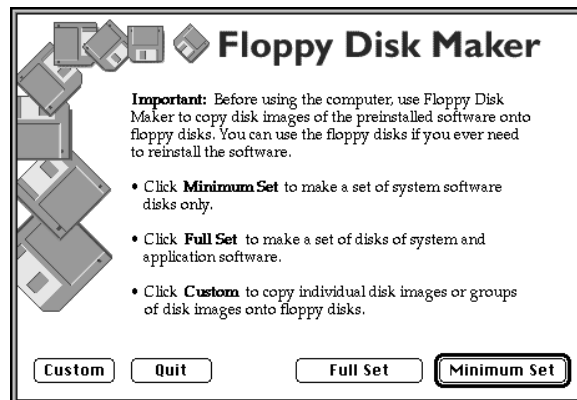 Floppy Disk Maker
Important: Before using the computer, use Floppy Disk
Maker to copy disk images of the preinstalled software onto
floppy disks. You can use the floppy disks if you ever need
to reinstall the software.
• Click Minimum Set to make a set of system software
disks only.
• Click Full Set to make a set of disks of system and
application software.
• Click Custom to copy individual disk images or groups
of disk images onto floppy disks.
Custom Quit Full Set Minimum Set